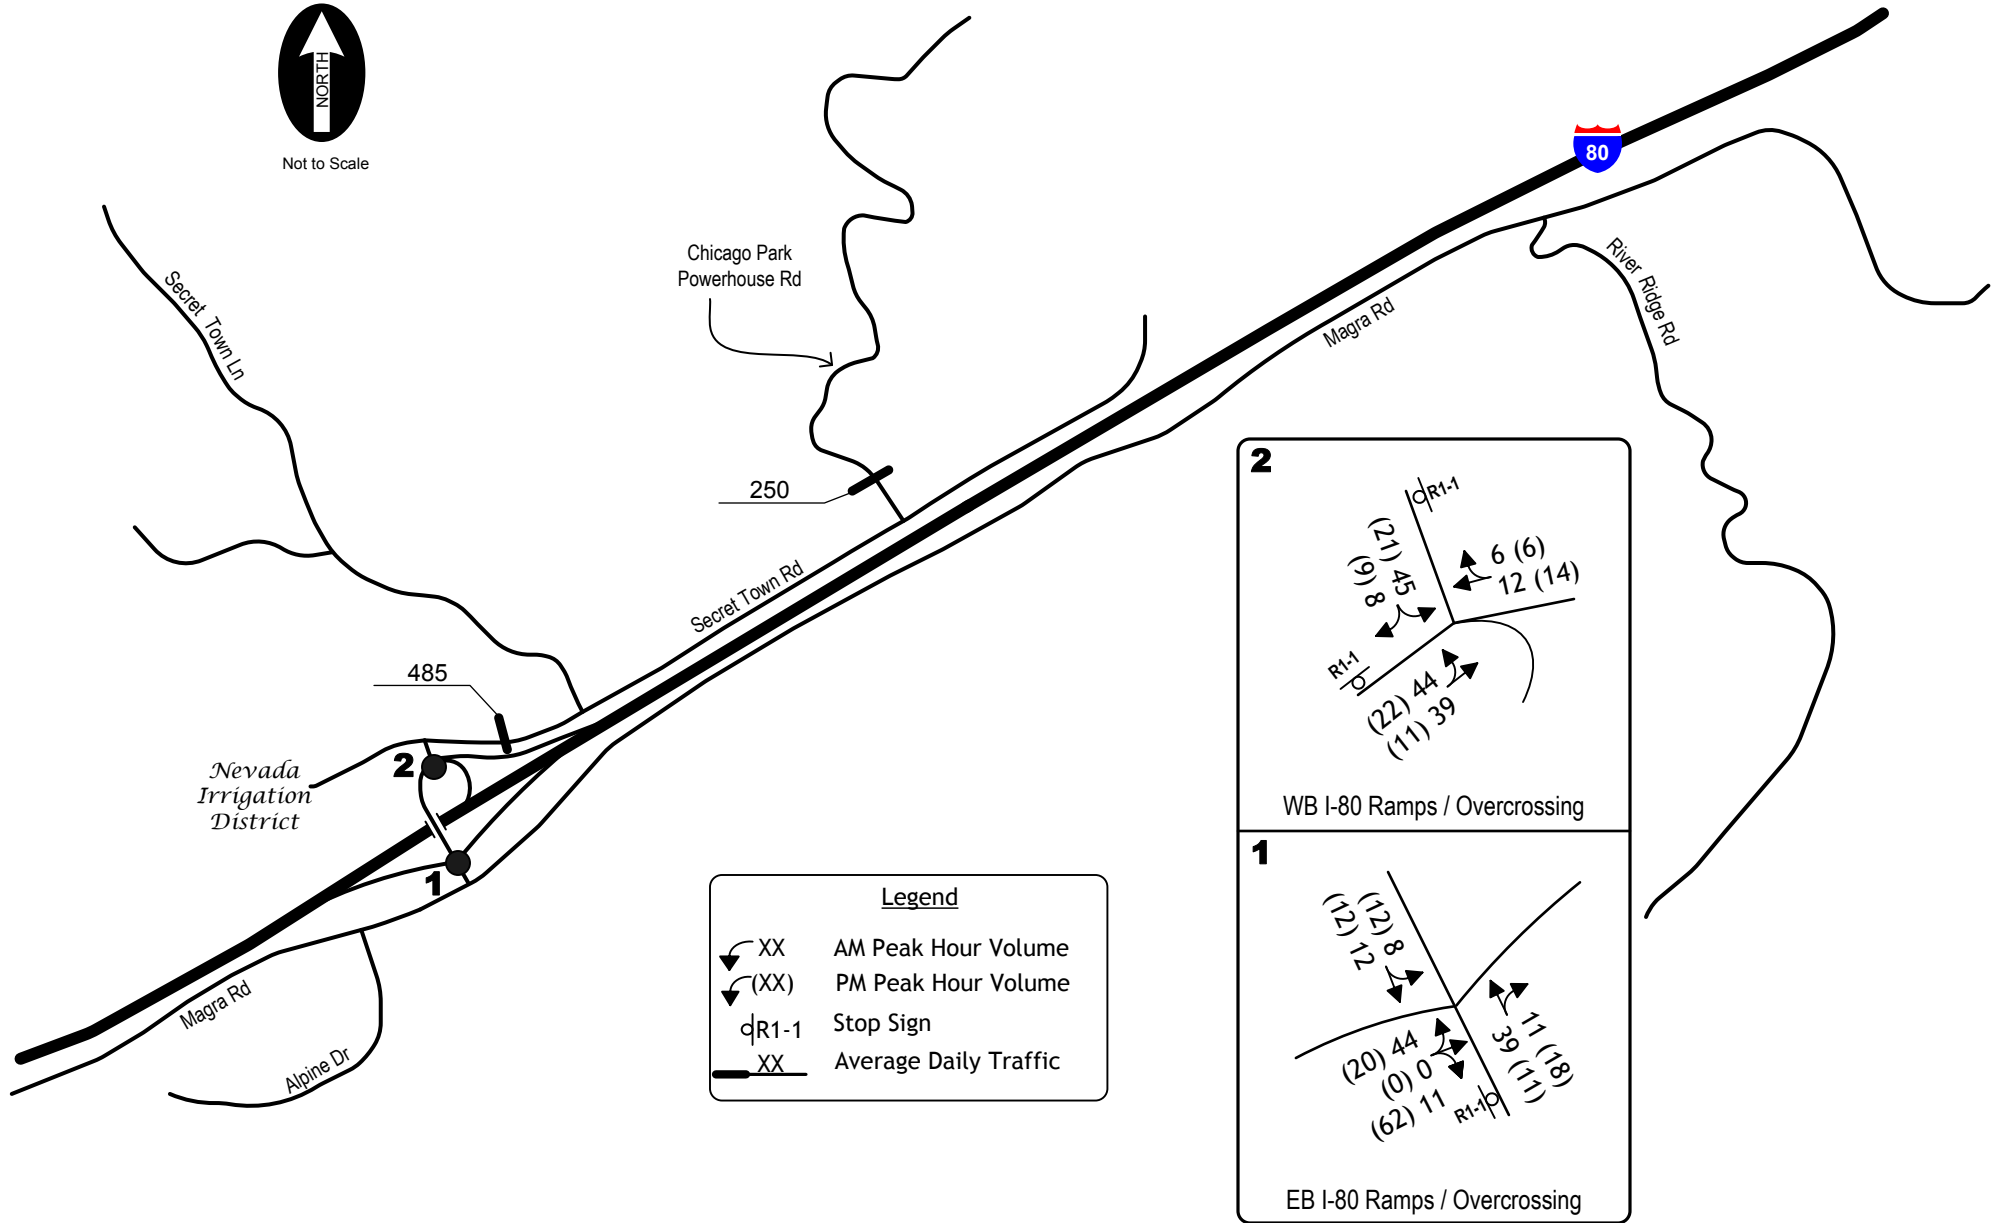 NORTH
Not to Scale
80
Secret Town Ln
Chicago Park
Powerhouse Rd
Magra Rd
River Ridge Rd
250
Secret Town Rd
485
2
Nevada
Irrigation
District
1
Magra Rd
Alpine Dr
Legend
XX AM Peak Hour Volume
(XX) PM Peak Hour Volume
R1-1 Stop Sign
XX Average Daily Traffic
2
R1-1
(21) 45
(9) 8
6 (6)
12 (14)
R1-1
(22) 44
(11) 39
WB I-80 Ramps / Overcrossing
1
(12) 8
(12) 12
11 (18)
39 (11)
(20) 44
(0) 0
(62) 11
R1-1
EB I-80 Ramps / Overcrossing